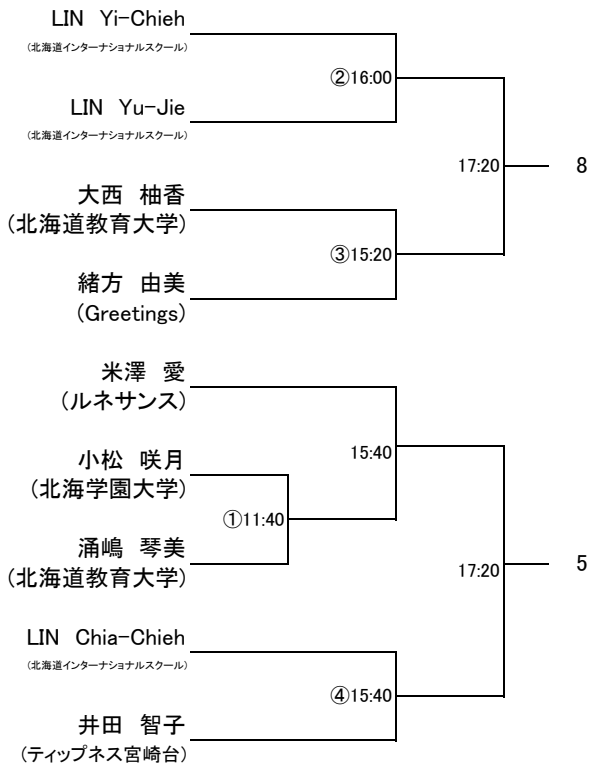 LIN Yi-Chieh
(北海道インターナショナルスクール)
②16:00
LIN Yu-Jie
(北海道インターナショナルスクール)
17:20
8
大西 柚香
(北海道教育大学)
③15:20
緒方 由美
(Greetings)
米澤 愛
(ルネサンス)
15:40
小松 咲月
(北海学園大学)
①11:40
涌嶋 琴美
(北海道教育大学)
17:20
5
LIN Chia-Chieh
(北海道インターナショナルスクール)
④15:40
井田 智子
(ティップネス宮崎台)